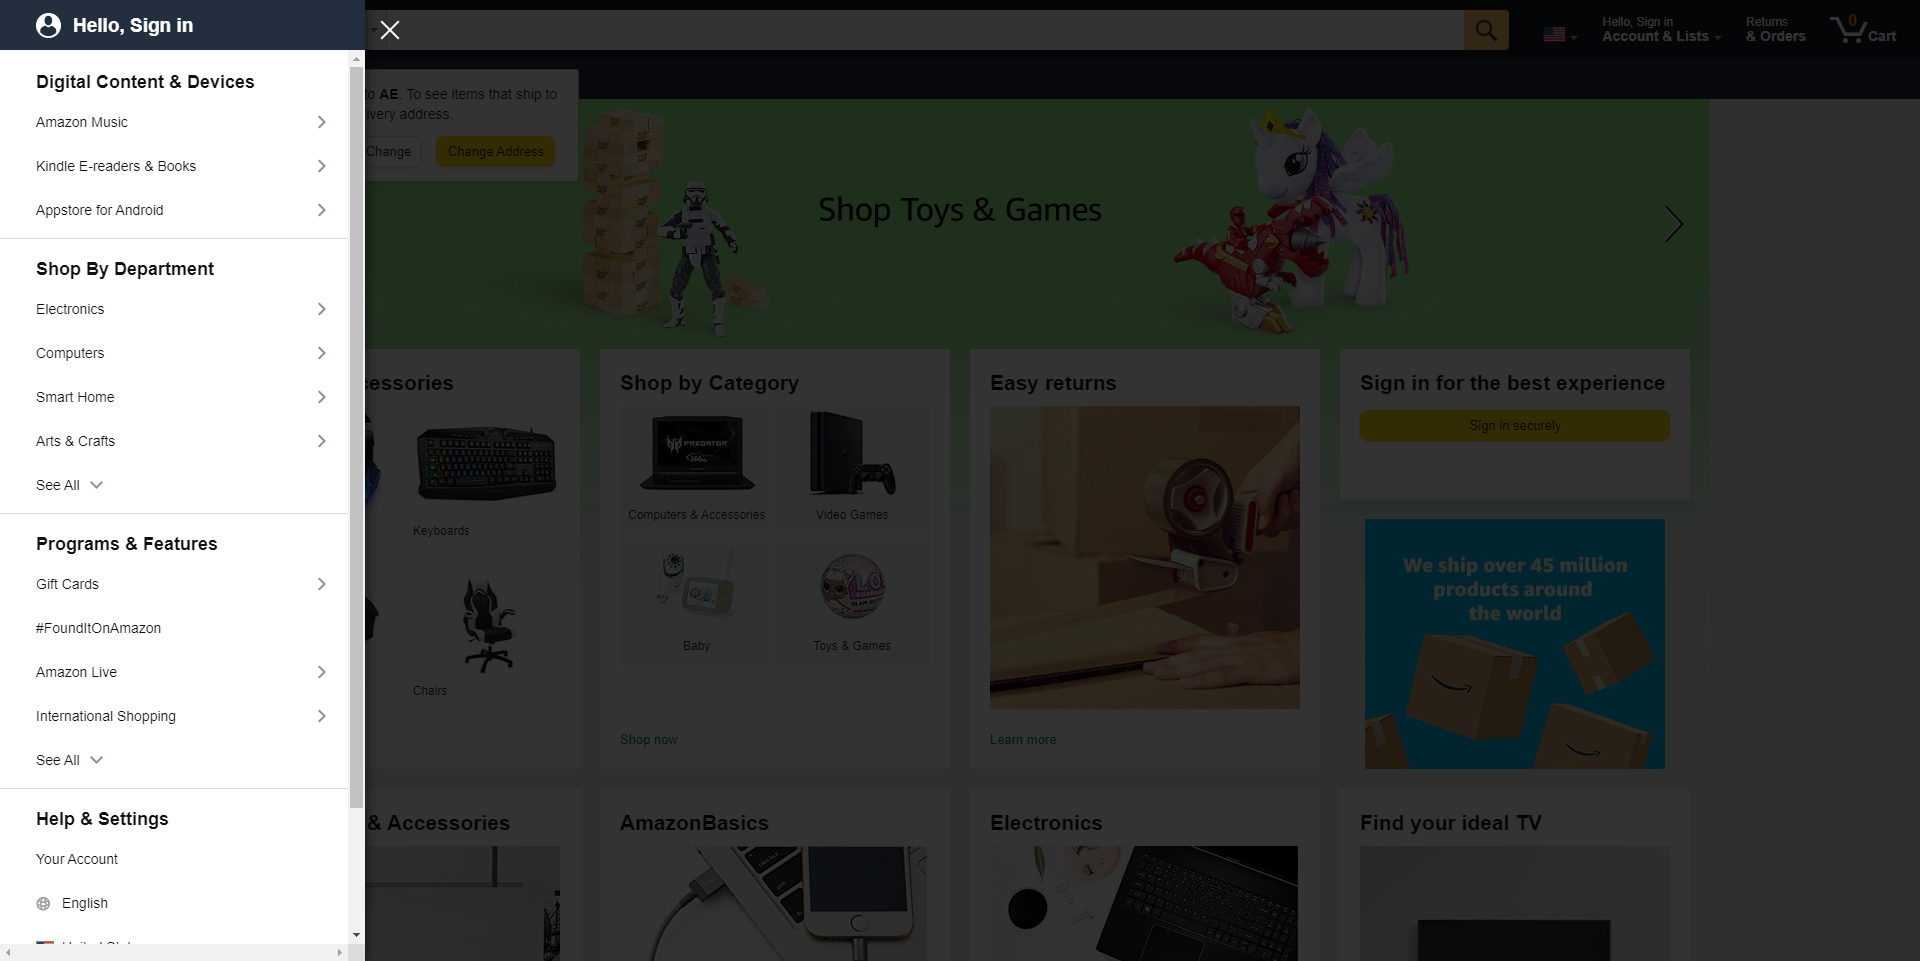 Hello, Sign in
Digital Content & Devices
Amazon Music
Kindle E-readers & Books
Appstore for Android
Shop By Department
Electronics
Computers
Smart Home
Arts & Crafts
See All
Programs & Features
Gift Cards
#FoundItOnAmazon
Amazon Live
International Shopping
See All
Help & Settings
Your Account
English
Hello, Sign in
Account & Lists
Returns
& Orders
0
Cart
to AE. To see items that ship to
address.
Change
Change Address
Shop Toys & Games
Keyboards
Chairs
Shop by Category
PREDATOR
Computers & Accessories
Video Games
Baby
Toys & Games
Shop now
Easy returns
Learn more
Sign in for the best experience
Sign in securely
We ship over 45 million
products around
the world
& Accessories
AmazonBasics
Electronics
Find your ideal TV